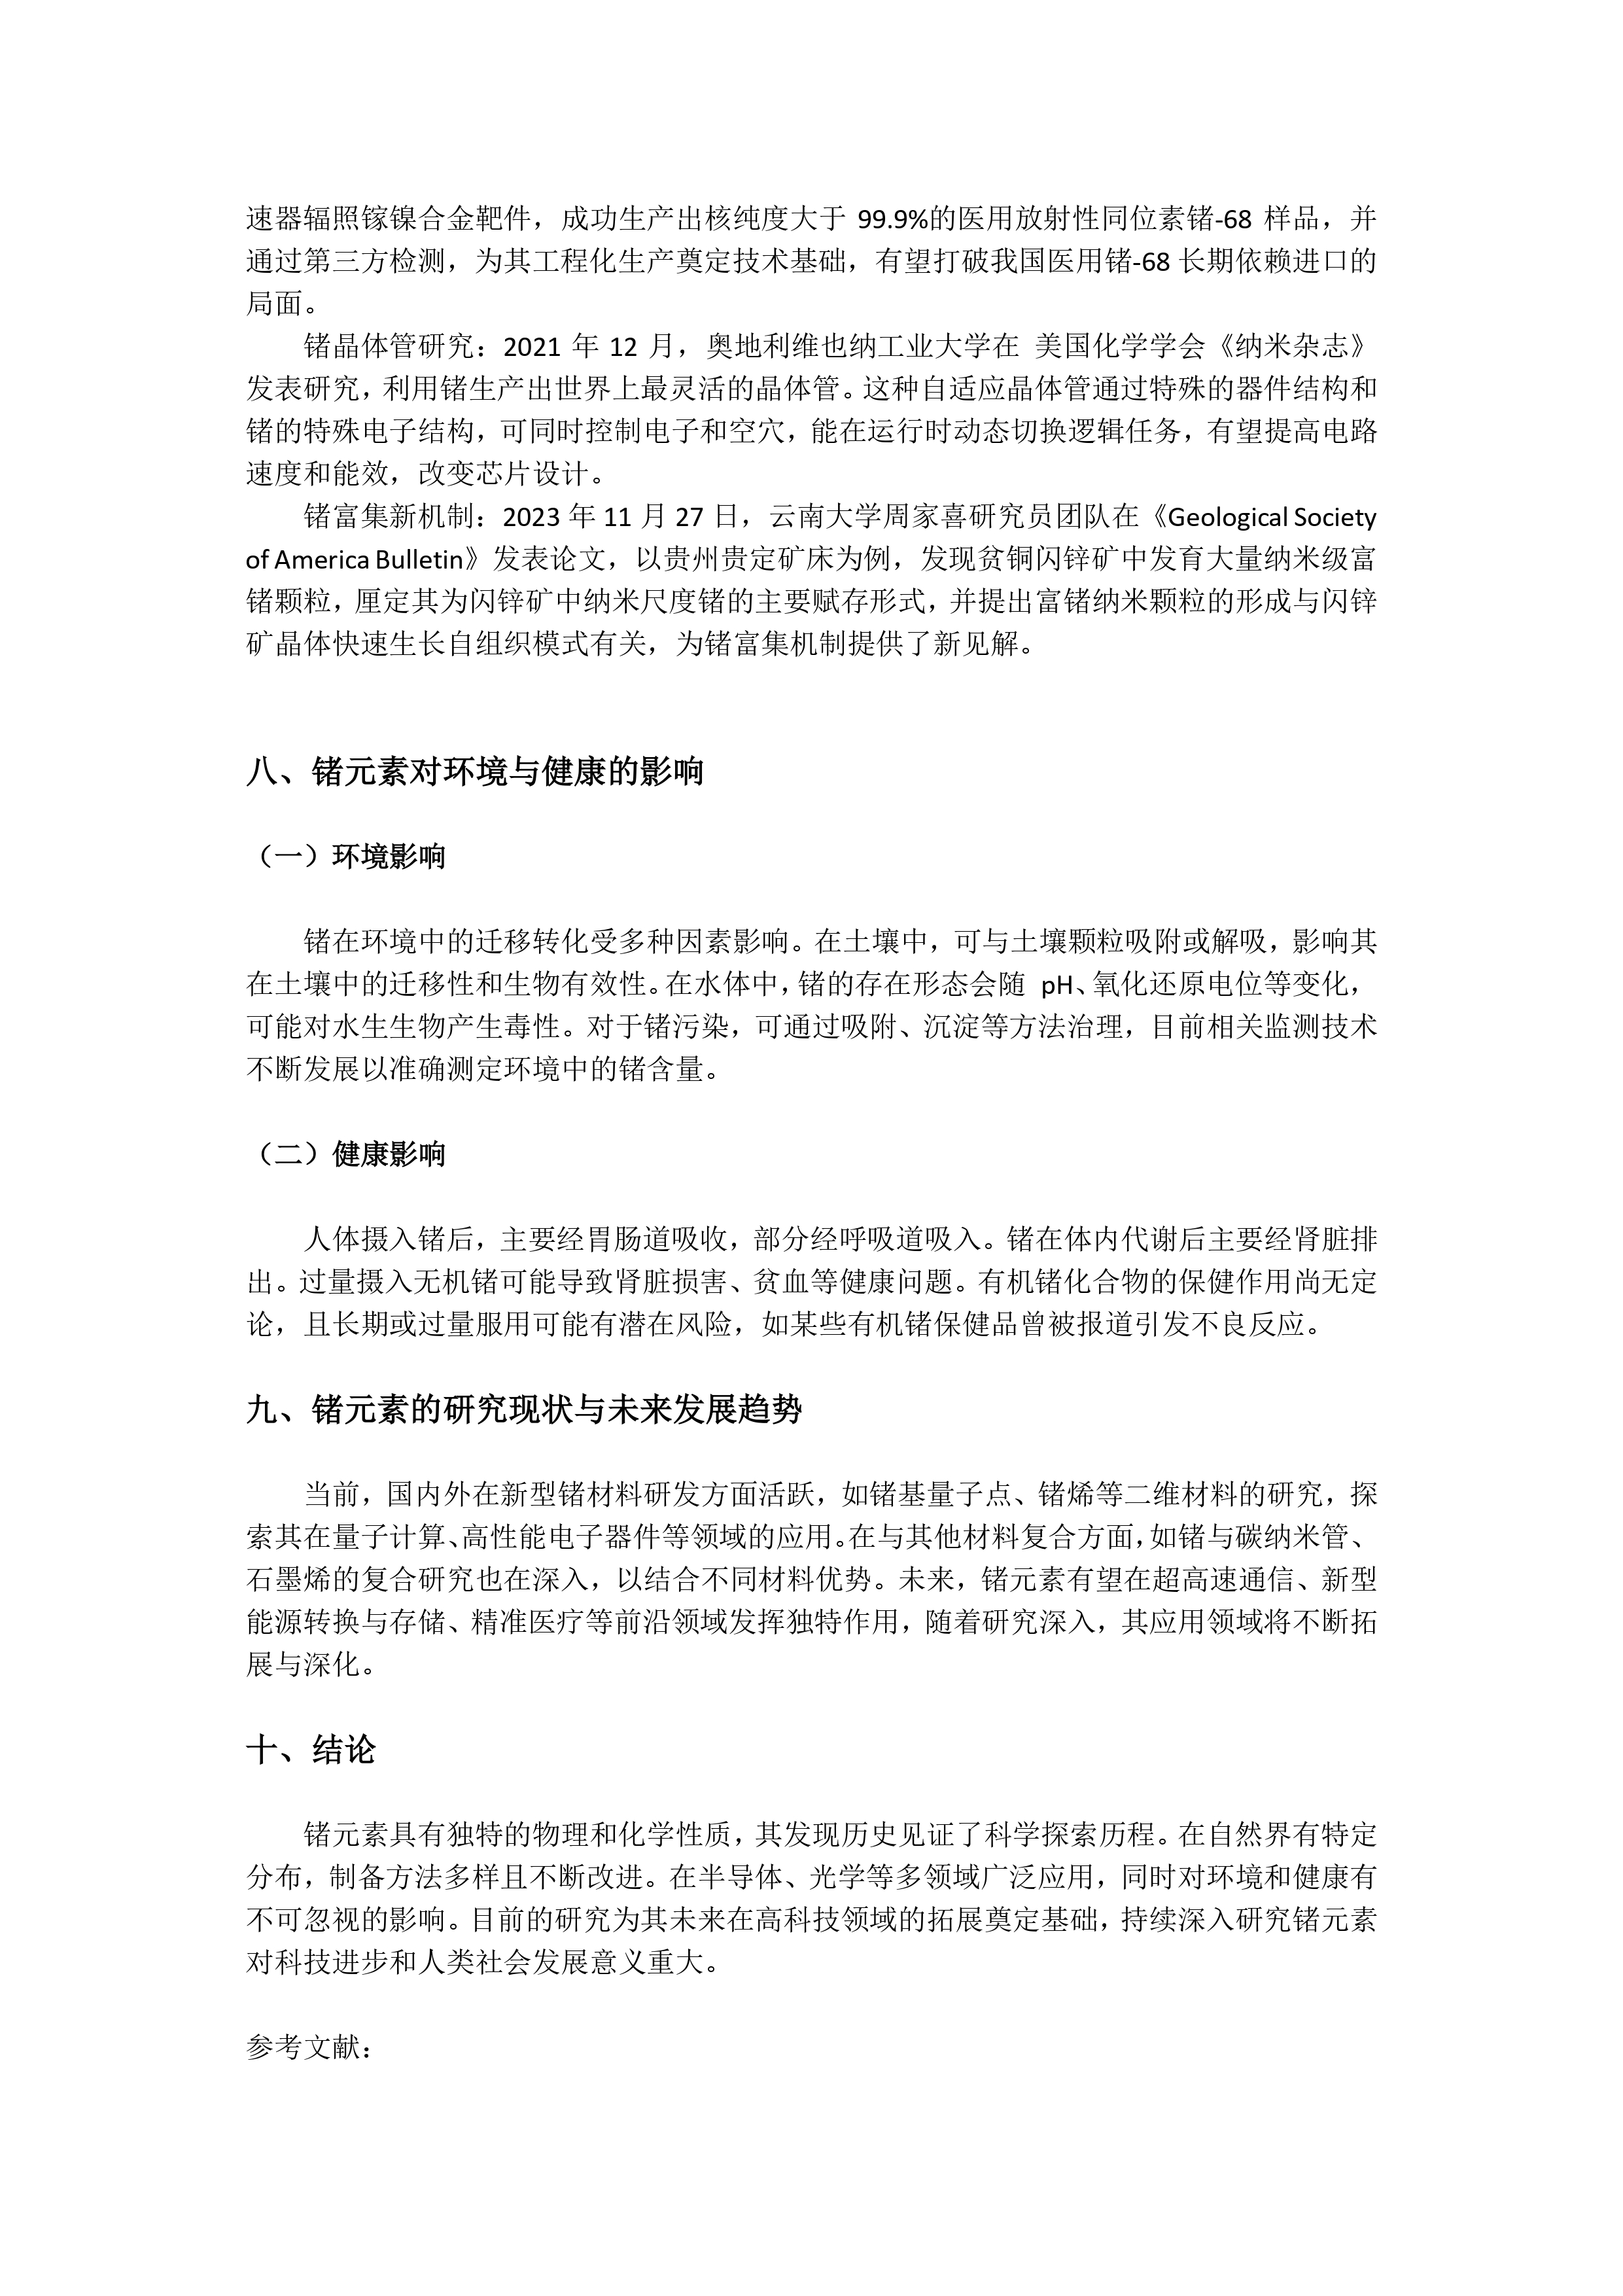 速器辐照镓镍合金靶件，成功生产出核纯度大于 99.9%的医用放射性同位素锗-68 样品，并
通过第三方检测，为其工程化生产奠定技术基础，有望打破我国医用锗-68 长期依赖进口的
局面。
锗晶体管研究：2021 年 12 月，奥地利维也纳工业大学在 美国化学学会《纳米杂志》
发表研究，利用锗生产出世界上最灵活的晶体管。这种自适应晶体管通过特殊的器件结构和
锗的特殊电子结构，可同时控制电子和空穴，能在运行时动态切换逻辑任务，有望提高电路
速度和能效，改变芯片设计。
锗富集新机制：2023 年 11 月 27 日，云南大学周家喜研究员团队在《Geological Society
of America Bulletin》发表论文，以贵州贵定矿床为例，发现贫铜闪锌矿中发育大量纳米级富
锗颗粒，厘定其为闪锌矿中纳米尺度锗的主要赋存形式，并提出富锗纳米颗粒的形成与闪锌
矿晶体快速生长自组织模式有关，为锗富集机制提供了新见解。
八、锗元素对环境与健康的影响
（一）环境影响
锗在环境中的迁移转化受多种因素影响。在土壤中，可与土壤颗粒吸附或解吸，影响其
在土壤中的迁移性和生物有效性。在水体中，锗的存在形态会随 pH、氧化还原电位等变化，
可能对水生生物产生毒性。对于锗污染，可通过吸附、沉淀等方法治理，目前相关监测技术
不断发展以准确测定环境中的锗含量。
（二）健康影响
人体摄入锗后，主要经胃肠道吸收，部分经呼吸道吸入。锗在体内代谢后主要经肾脏排
出。过量摄入无机锗可能导致肾脏损害、贫血等健康问题。有机锗化合物的保健作用尚无定
论，且长期或过量服用可能有潜在风险，如某些有机锗保健品曾被报道引发不良反应。
九、锗元素的研究现状与未来发展趋势
当前，国内外在新型锗材料研发方面活跃，如锗基量子点、锗烯等二维材料的研究，探
索其在量子计算、高性能电子器件等领域的应用。在与其他材料复合方面，如锗与碳纳米管、
石墨烯的复合研究也在深入，以结合不同材料优势。未来，锗元素有望在超高速通信、新型
能源转换与存储、精准医疗等前沿领域发挥独特作用，随着研究深入，其应用领域将不断拓
展与深化。
十、结论
锗元素具有独特的物理和化学性质，其发现历史见证了科学探索历程。在自然界有特定
分布，制备方法多样且不断改进。在半导体、光学等多领域广泛应用，同时对环境和健康有
不可忽视的影响。目前的研究为其未来在高科技领域的拓展奠定基础，持续深入研究锗元素
对科技进步和人类社会发展意义重大。
参考文献：